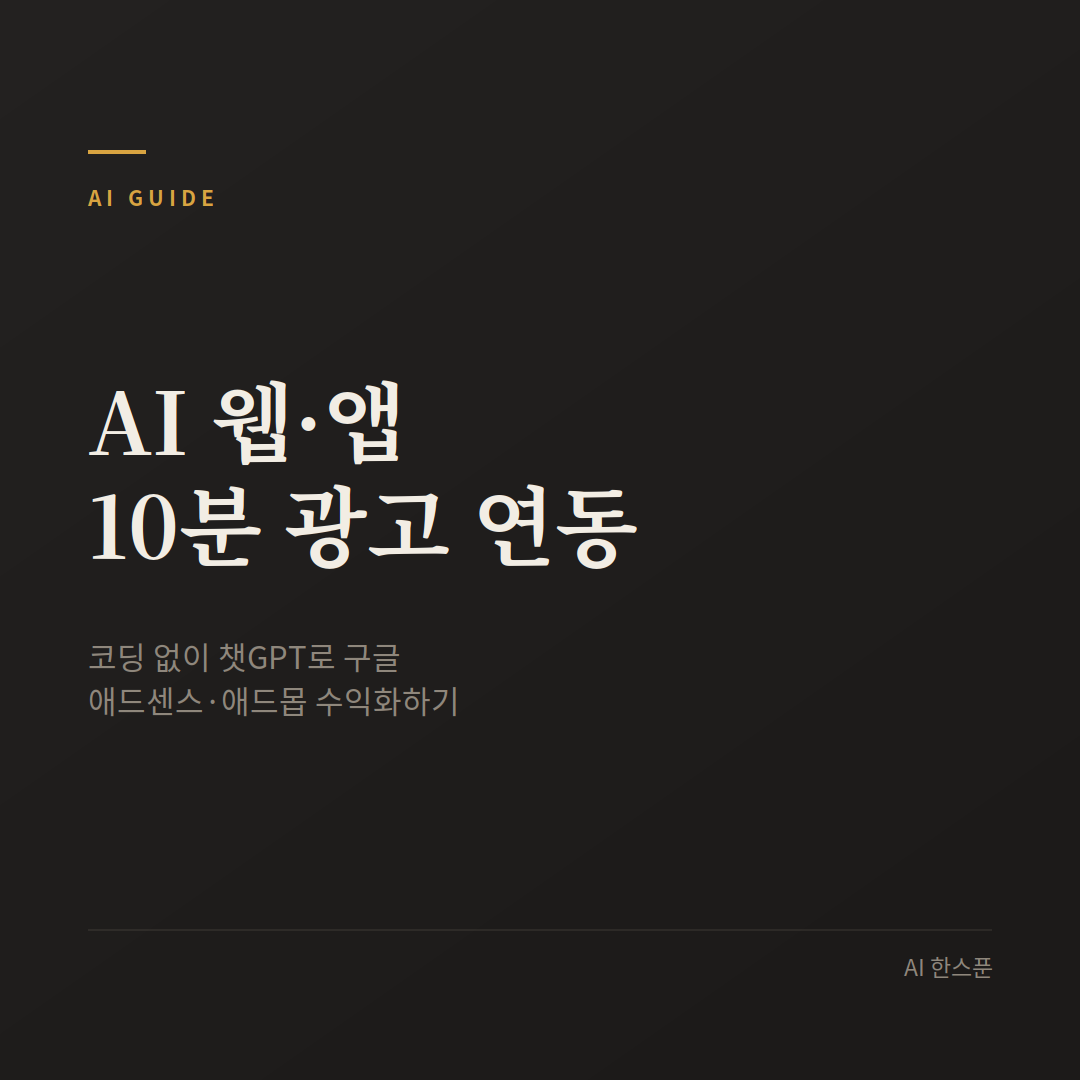 AI GUIDE
AI 웹·앱
10분 광고 연동
코딩 없이 챗GPT로 구글
애드센스·애드몹 수익화하기
AI 한스푼